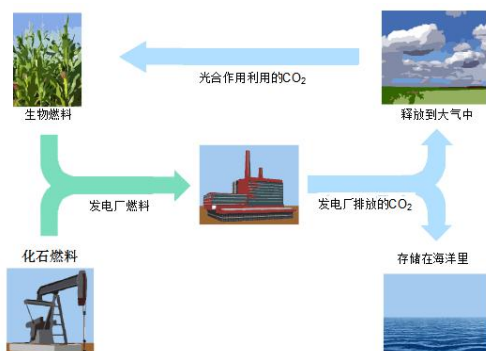 光合作用利用的CO₂
生物燃料
释放到大气中
发电厂燃料
发电厂排放的CO₂
化石燃料
存储在海洋里